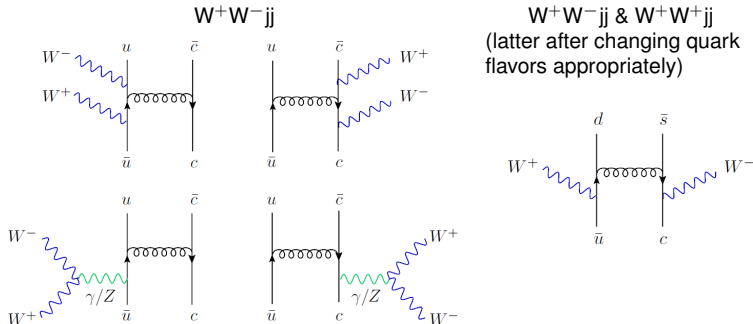 W⁺W⁻jj
W⁺W⁻jj & W⁺W⁺jj
(latter after changing quark
flavors appropriately)
u c̄ u c̄
W⁻ W⁺
W⁺ W⁻
ū c ū c
d s̄
W⁺ W⁻
ū c
u c̄ u c̄
W⁻ W⁺
γ/Z γ/Z
W⁺ ū c ū c W⁻